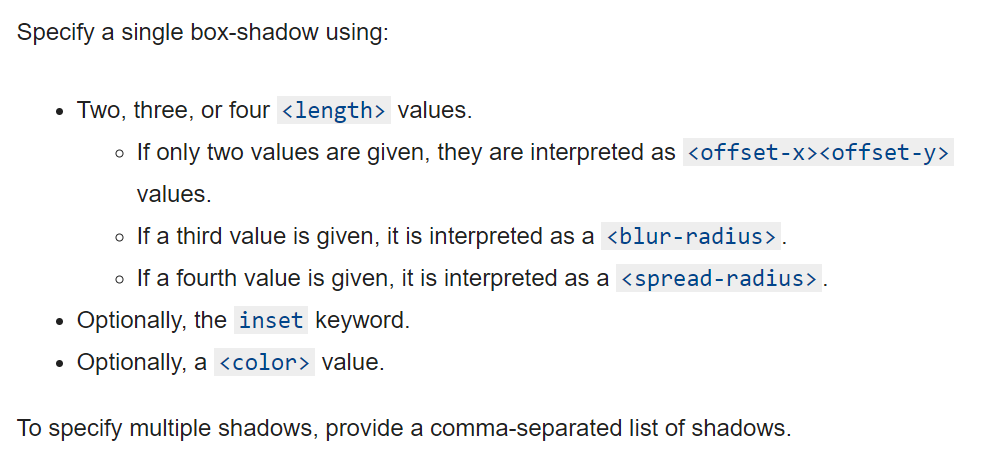 Specify a single box-shadow using:
• Two, three, or four <length> values.
◦ If only two values are given, they are interpreted as <offset-x><offset-y>
values.
◦ If a third value is given, it is interpreted as a <blur-radius>.
◦ If a fourth value is given, it is interpreted as a <spread-radius>.
• Optionally, the inset keyword.
• Optionally, a <color> value.
To specify multiple shadows, provide a comma-separated list of shadows.